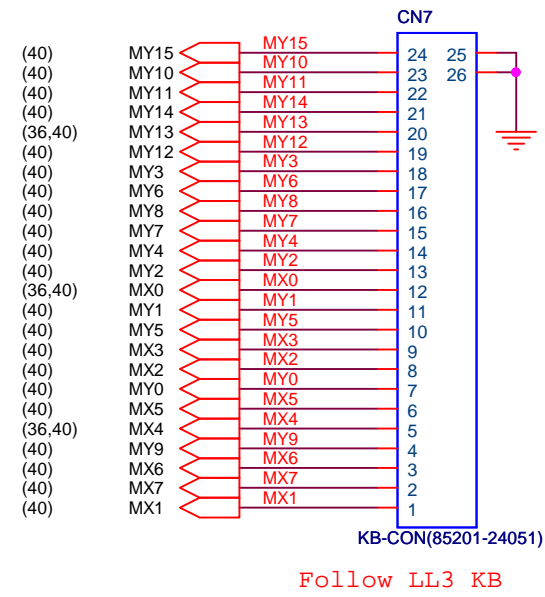 CN7
(40) MY15 MY15 24 25
(40) MY10 MY10 23 26
(40) MY11 MY11 22
(40) MY14 MY14 21
(36,40) MY13 MY13 20
(40) MY12 MY12 19
(40) MY3 MY3 18
(40) MY6 MY6 17
(40) MY8 MY8 16
(40) MY7 MY7 15
(40) MY4 MY4 14
(40) MY2 MY2 13
(36,40) MX0 MX0 12
(40) MY1 MY1 11
(40) MY5 MY5 10
(40) MX3 MX3 9
(40) MX2 MX2 8
(40) MY0 MY0 7
(40) MX5 MX5 6
(36,40) MX4 MX4 5
(40) MY9 MY9 4
(40) MX6 MX6 3
(40) MX7 MX7 2
(40) MX1 MX1 1
KB-CON(85201-24051)
Follow LL3 KB